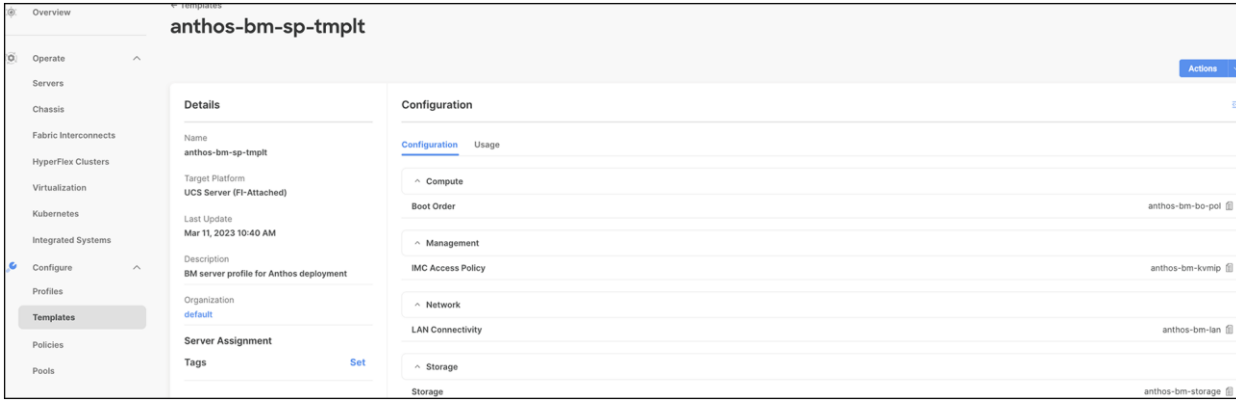 Overview
Operate
Servers
Chassis
Fabric Interconnects
HyperFlex Clusters
Virtualization
Kubernetes
Integrated Systems
Configure
Profiles
Templates
Policies
Pools
← Templates
anthos-bm-sp-tmplt
Actions
Details
Name
anthos-bm-sp-tmplt
Target Platform
UCS Server (FI-Attached)
Last Update
Mar 11, 2023 10:40 AM
Description
BM server profile for Anthos deployment
Organization
default
Server Assignment
Tags Set
Configuration
Configuration Usage
Compute
Boot Order anthos-bm-bo-pol
Management
IMC Access Policy anthos-bm-kvmip
Network
LAN Connectivity anthos-bm-lan
Storage
Storage anthos-bm-storage